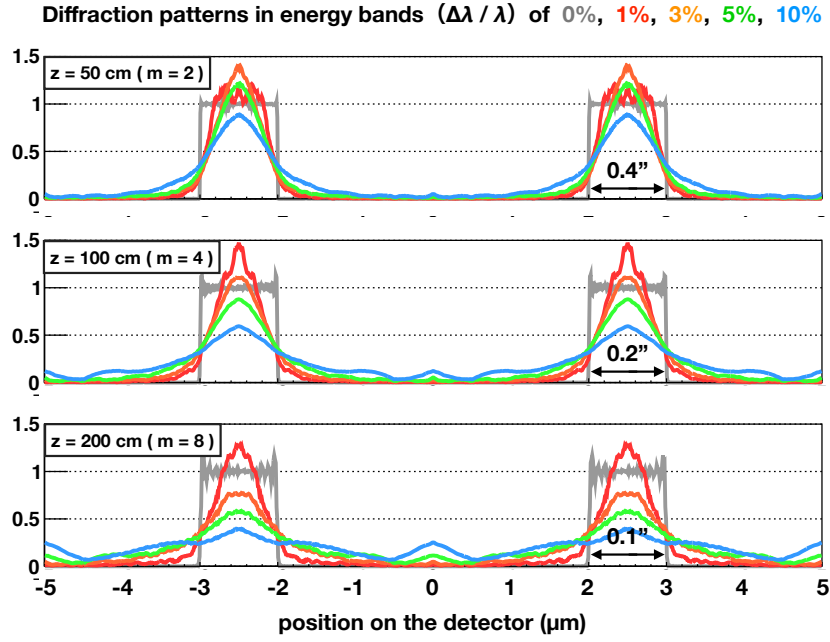 Diffraction patterns in energy bands (Δλ / λ) of 0%, 1%, 3%, 5%, 10%
1.5
z = 50 cm ( m = 2 )
1
0.5
0.4”
0
1.5
z = 100 cm ( m = 4 )
1
0.5
0.2”
0
1.5
z = 200 cm ( m = 8 )
1
0.5
0.1”
0
-5 -4 -3 -2 -1 0 1 2 3 4 5
position on the detector (μm)